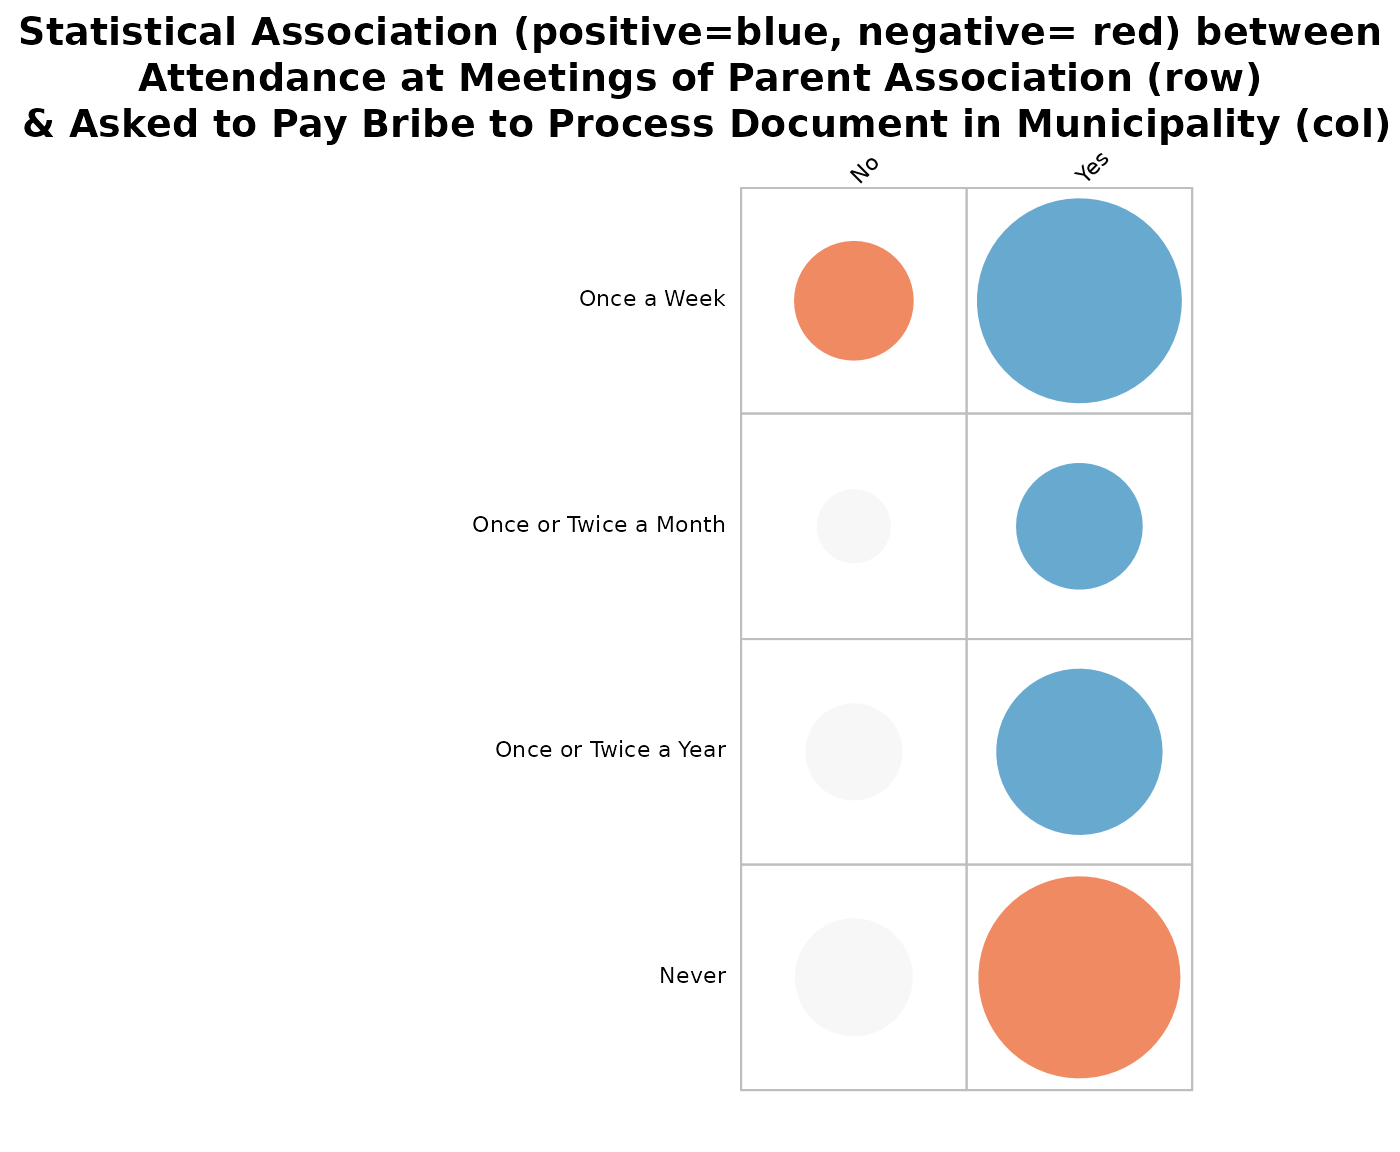 Statistical Association (positive=blue, negative= red) between
Attendance at Meetings of Parent Association (row)
& Asked to Pay Bribe to Process Document in Municipality (col)
No Yes
Once a Week
Once or Twice a Month
Once or Twice a Year
Never